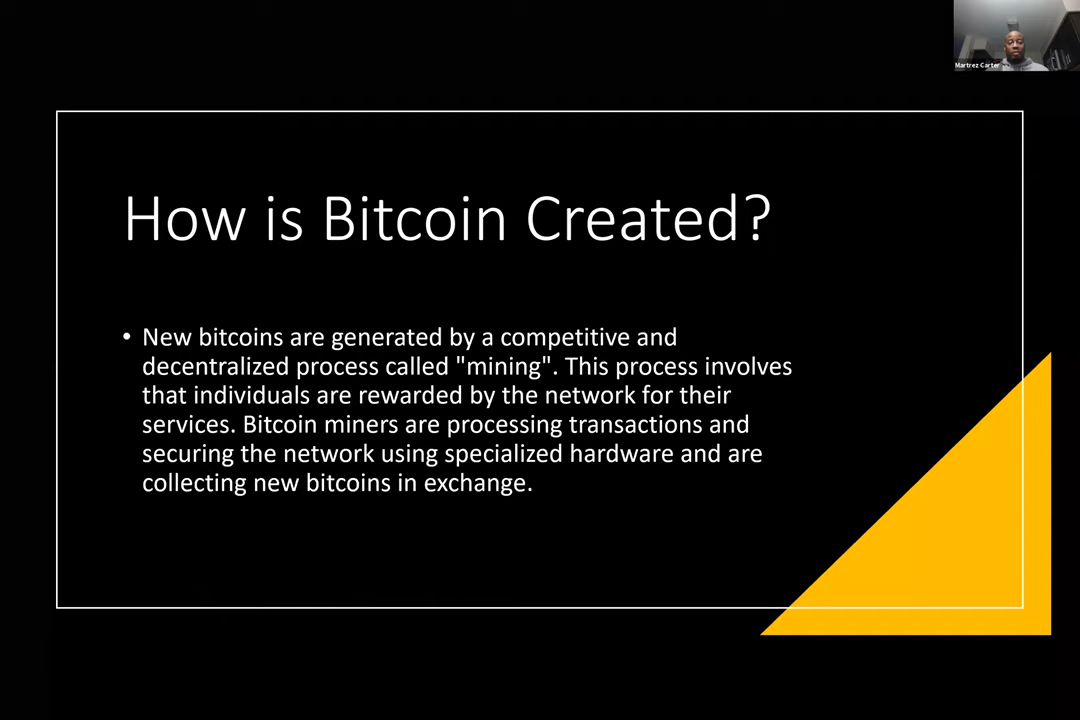 Martrez Carter
How is Bitcoin Created?
• New bitcoins are generated by a competitive and
decentralized process called "mining". This process involves
that individuals are rewarded by the network for their
services. Bitcoin miners are processing transactions and
securing the network using specialized hardware and are
collecting new bitcoins in exchange.